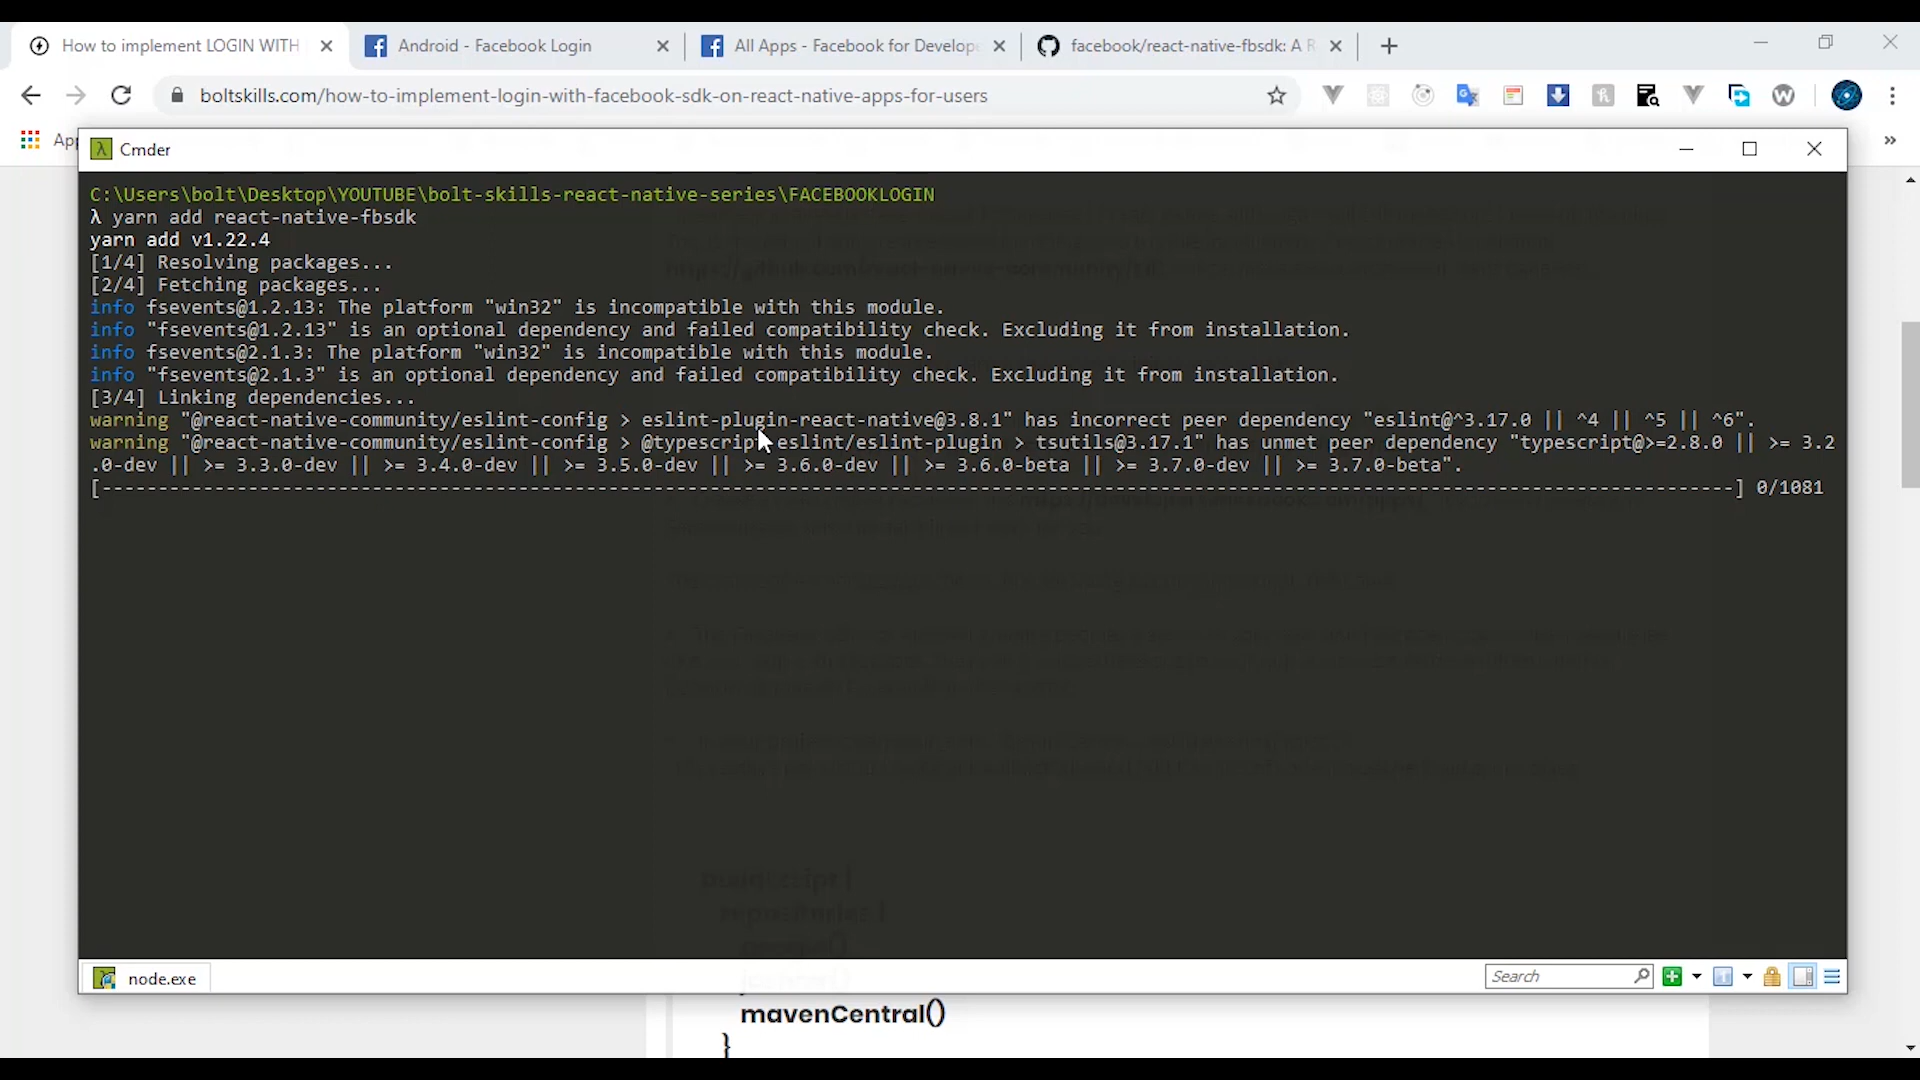 How to implement LOGIN WITH
Android - Facebook Login
All Apps - Facebook for Develope
facebook/react-native-fbsdk: A R
boltskills.com/how-to-implement-login-with-facebook-sdk-on-react-native-apps-for-users
Cmder
C:\Users\bolt\Desktop\YOUTUBE\bolt-skills-react-native-series\FACEBOOKLOGIN
λ yarn add react-native-fbsdk
yarn add v1.22.4
[1/4] Resolving packages...
[2/4] Fetching packages...
info fsevents@1.2.13: The platform "win32" is incompatible with this module.
info "fsevents@1.2.13" is an optional dependency and failed compatibility check. Excluding it from installation.
info fsevents@2.1.3: The platform "win32" is incompatible with this module.
info "fsevents@2.1.3" is an optional dependency and failed compatibility check. Excluding it from installation.
[3/4] Linking dependencies...
warning "@react-native-community/eslint-config > eslint-plugin-react-native@3.8.1" has incorrect peer dependency "eslint@^3.17.0 || ^4 || ^5 || ^6".
warning "@react-native-community/eslint-config > @typescript-eslint/eslint-plugin > tsutils@3.17.1" has unmet peer dependency "typescript@>=2.8.0 || >= 3.2
.0-dev || >= 3.3.0-dev || >= 3.4.0-dev || >= 3.5.0-dev || >= 3.6.0-dev || >= 3.6.0-beta || >= 3.7.0-dev || >= 3.7.0-beta".
[--------------------------------------------------------------------------------------------------------------------------------------------------] 0/1081
buildscript {
repositories {
google()
jcenter()
node.exe
Search
mavenCentral()
}